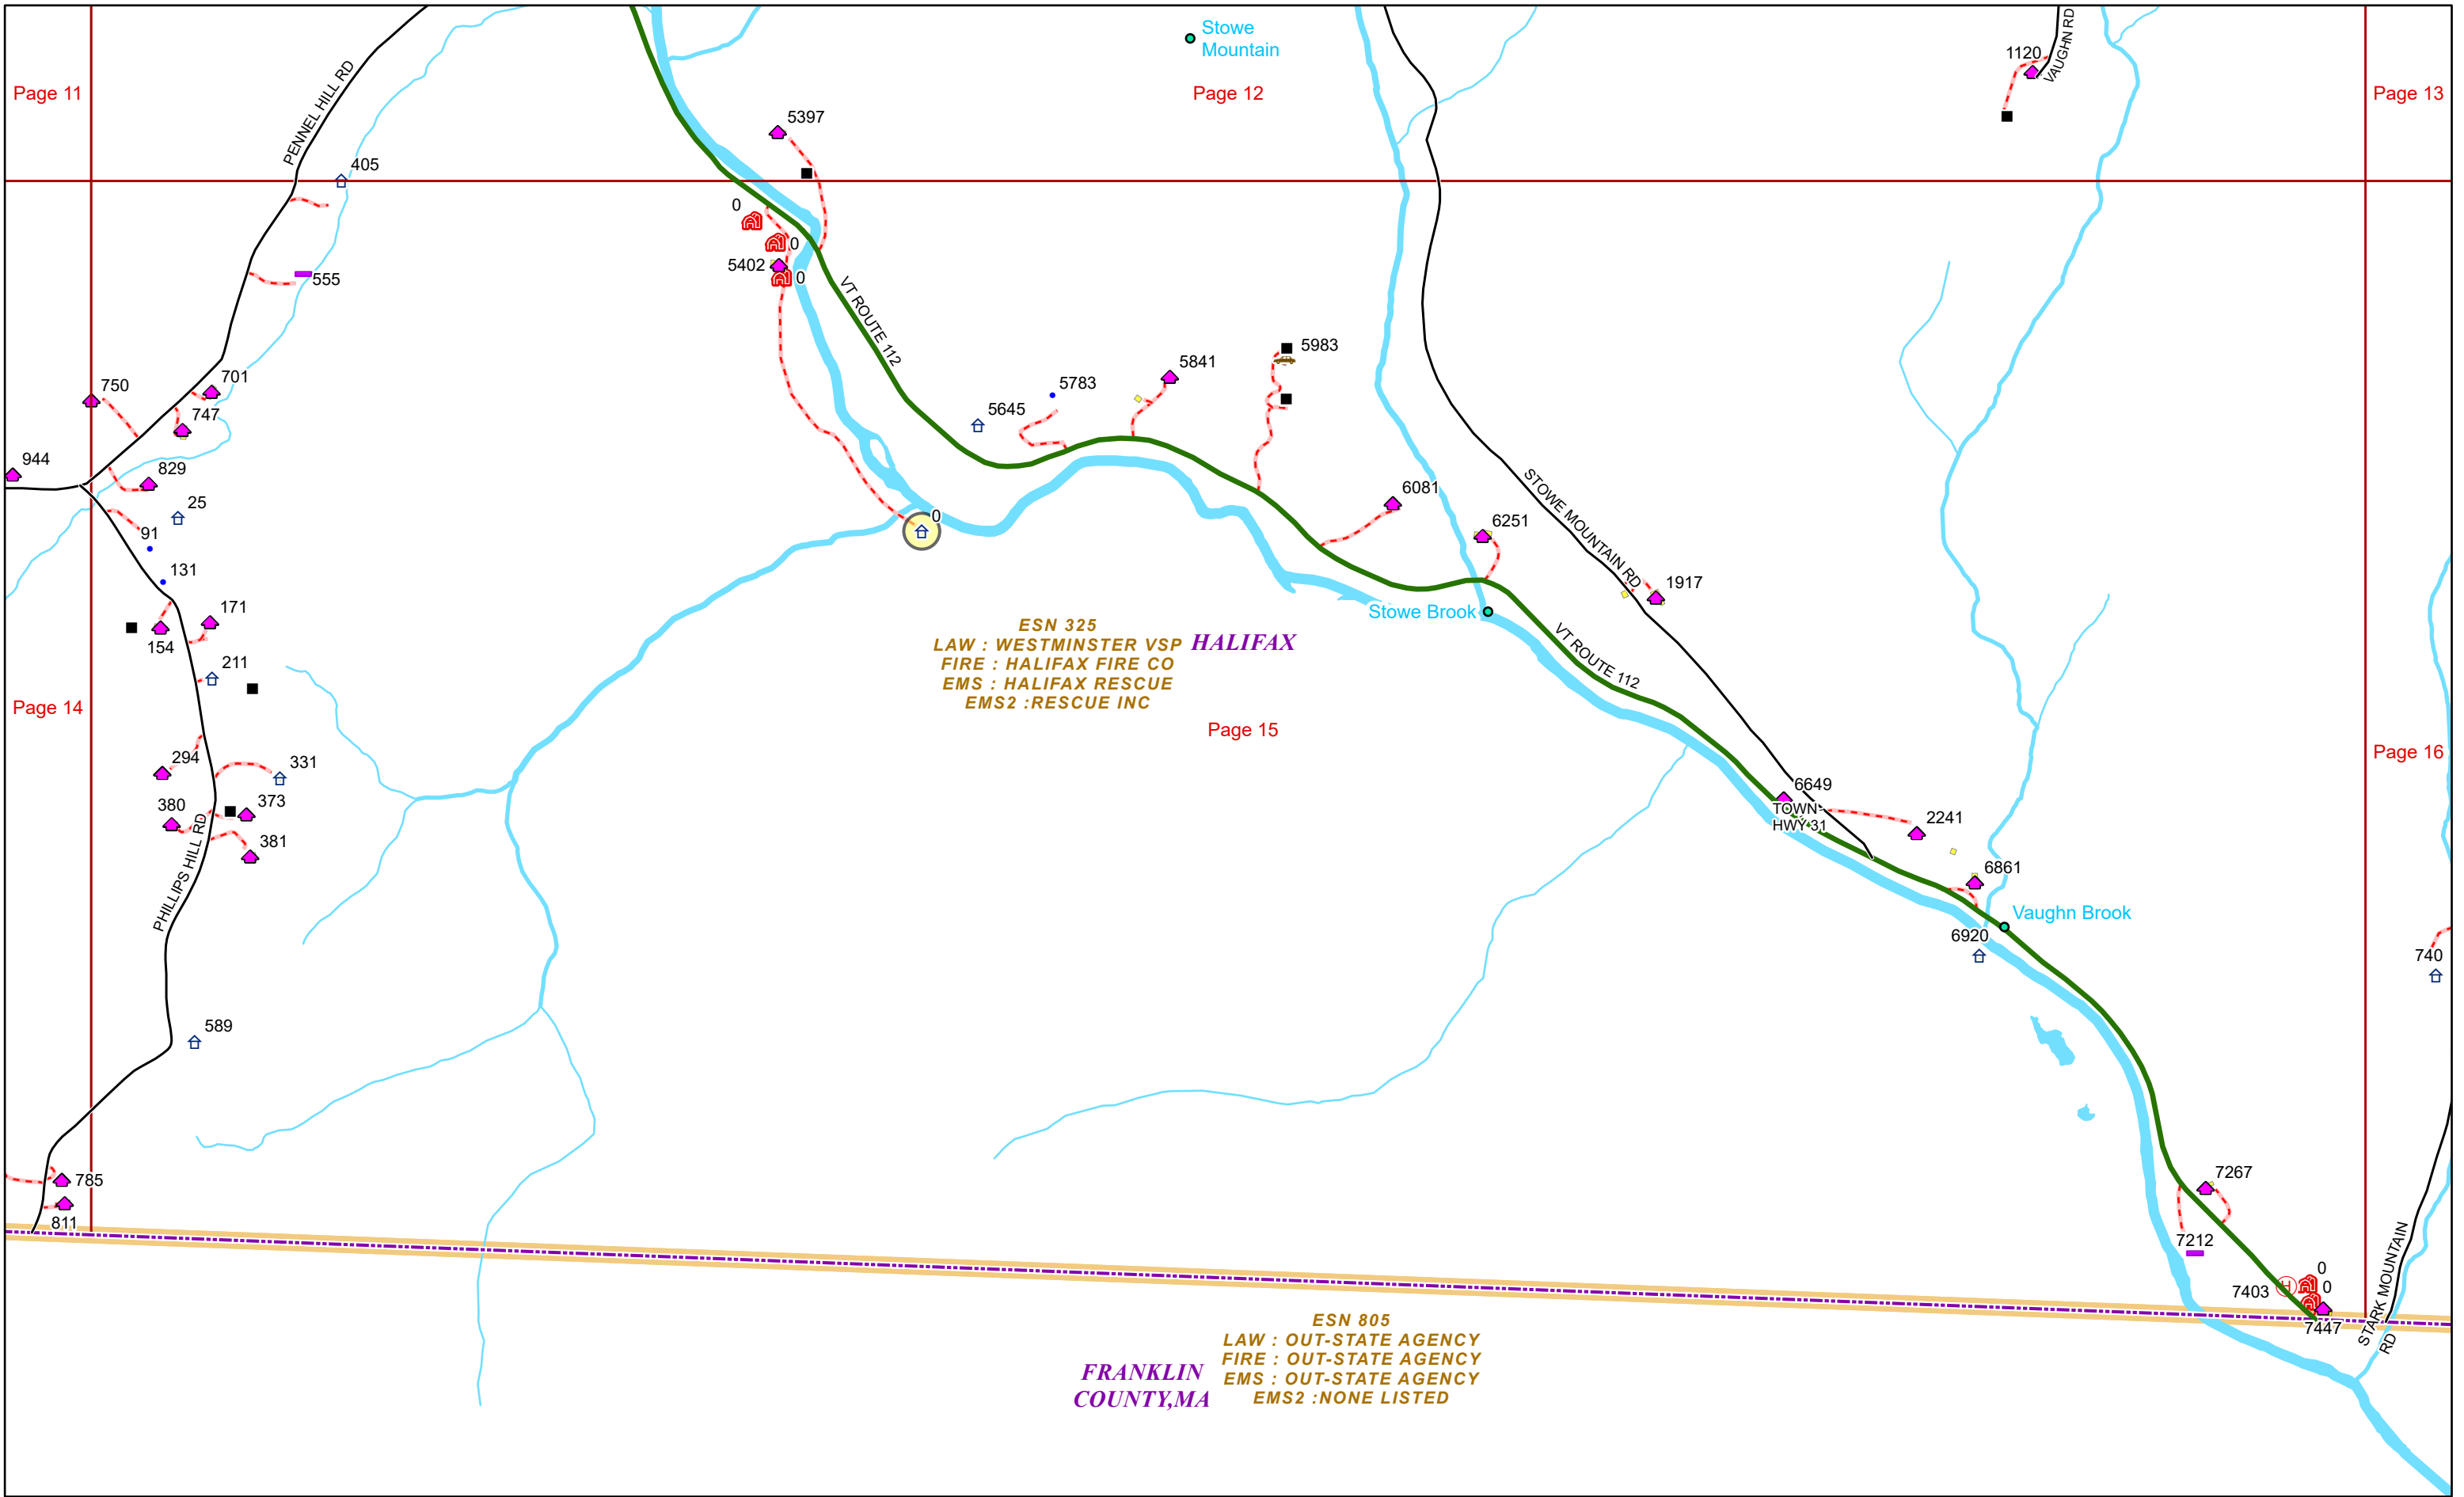 Stowe
Mountain
1120
VAUGHN RD
Page 11
Page 12
Page 13
PENNEL HILL RD
5397
405
0
0
5402
0
555
VT ROUTE 112
5983
5841
5783
701
750
747
5645
944
829
6081
25
STOWE MOUNTAIN RD
0
6251
91
131
1917
171
Stowe Brook
154
ESN 325
LAW : WESTMINSTER VSP
HALIFAX
FIRE : HALIFAX FIRE CO
EMS : HALIFAX RESCUE
EMS2 :RESCUE INC
VT ROUTE 112
211
Page 14
Page 15
Page 16
294
331
6649
380
373
TOWN
HWY 31
2241
381
PHILLIPS HILL RD
6861
Vaughn Brook
6920
740
589
785
7267
811
7212
STARK MOUNTAIN
RD
0
0
7403
H
7447
ESN 805
LAW : OUT-STATE AGENCY
FIRE : OUT-STATE AGENCY
EMS : OUT-STATE AGENCY
EMS2 :NONE LISTED
FRANKLIN
COUNTY,MA